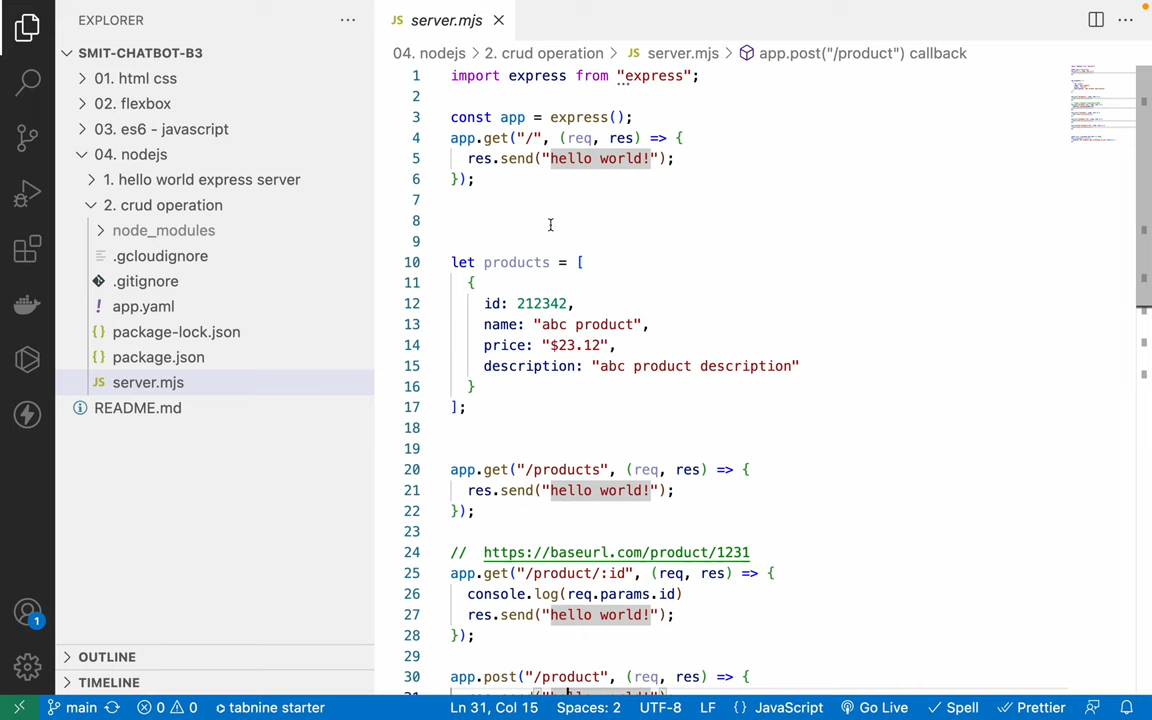 EXPLORER
SMIT-CHATBOT-B3
01. html css
02. flexbox
03. es6 - javascript
04. nodejs
1. hello world express server
2. crud operation
node_modules
.gcloudignore
.gitignore
! app.yaml
{} package-lock.json
{} package.json
JS server.mjs
README.md
OUTLINE
TIMELINE
JS server.mjs
04. nodejs > 2. crud operation > JS server.mjs > app.post("/product") callback
1 import express from "express";
2
3 const app = express();
4 app.get("/", (req, res) => {
5 res.send("hello world!");
6 });
7
8
9
10 let products = [
11 {
12 id: 212342,
13 name: "abc product",
14 price: "$23.12",
15 description: "abc product description"
16 }
17 ];
18
19
20 app.get("/products", (req, res) => {
21 res.send("hello world!");
22 });
23
24 // https://baseurl.com/product/1231
25 app.get("/product/:id", (req, res) => {
26 console.log(req.params.id)
27 res.send("hello world!");
28 });
29
30 app.post("/product", (req, res) => {
1
main 0 0 tabnine starter Ln 31, Col 15 Spaces: 2 UTF-8 LF {} JavaScript Go Live Spell Prettier